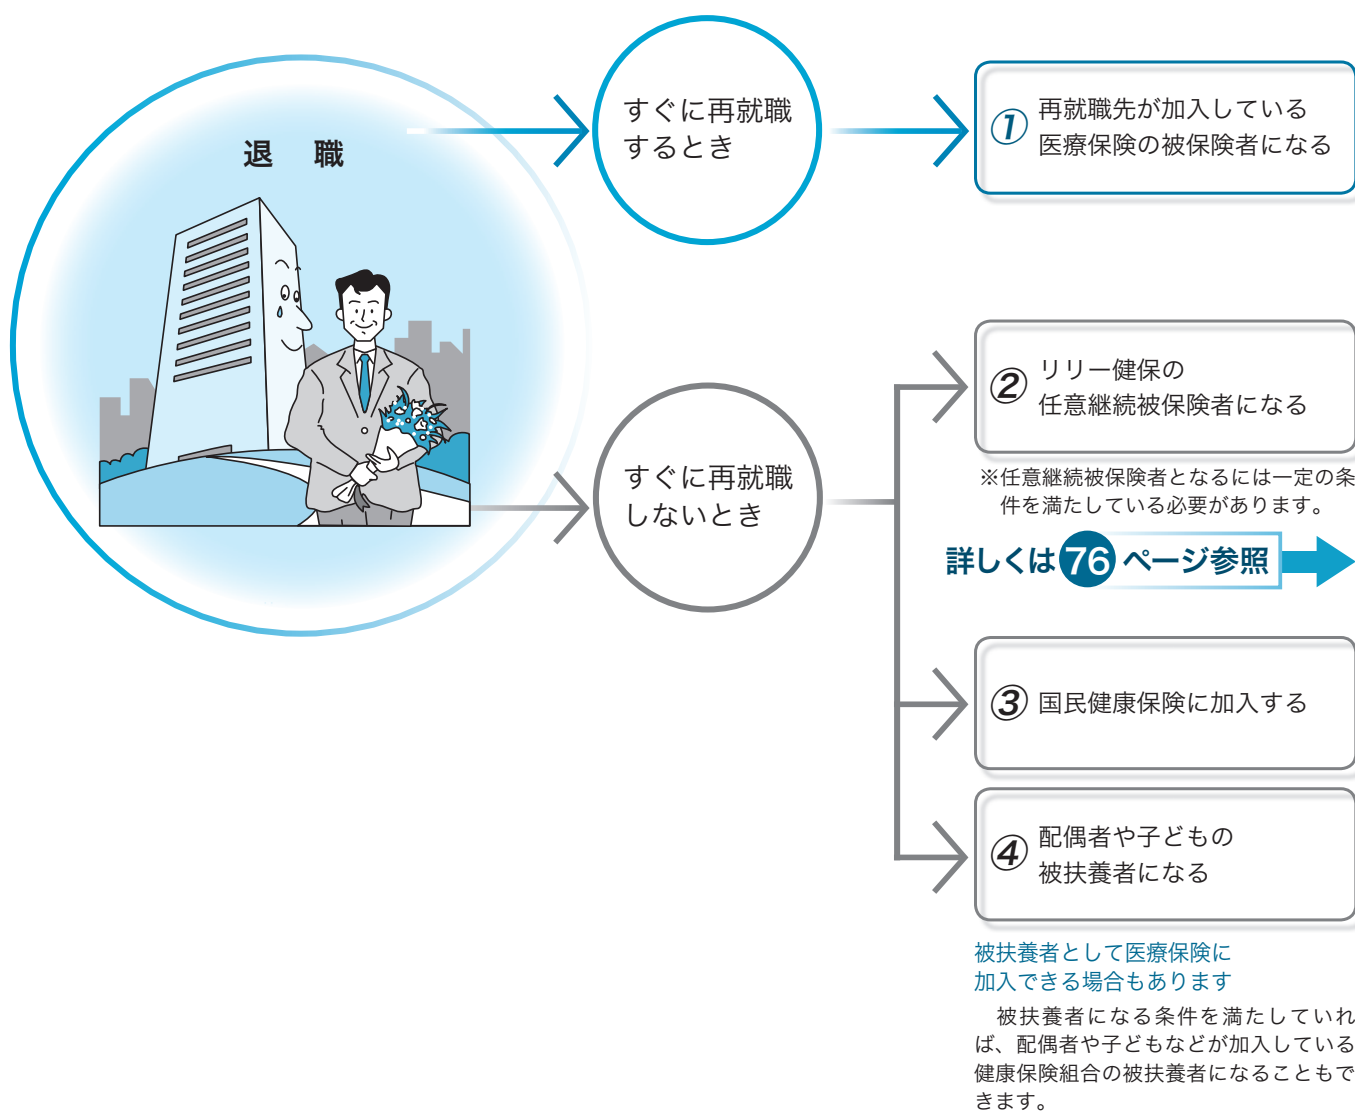 退　職
すぐに再就職
するとき
① 再就職先が加入している
医療保険の被保険者になる
すぐに再就職
しないとき
② リリー健保の
任意継続被保険者になる
※任意継続被保険者となるには一定の条
件を満たしている必要があります。
詳しくは76ページ参照
③ 国民健康保険に加入する
④ 配偶者や子どもの
被扶養者になる
被扶養者として医療保険に
加入できる場合もあります
　被扶養者になる条件を満たしていれ
ば、配偶者や子どもなどが加入している
健康保険組合の被扶養者になることもで
きます。